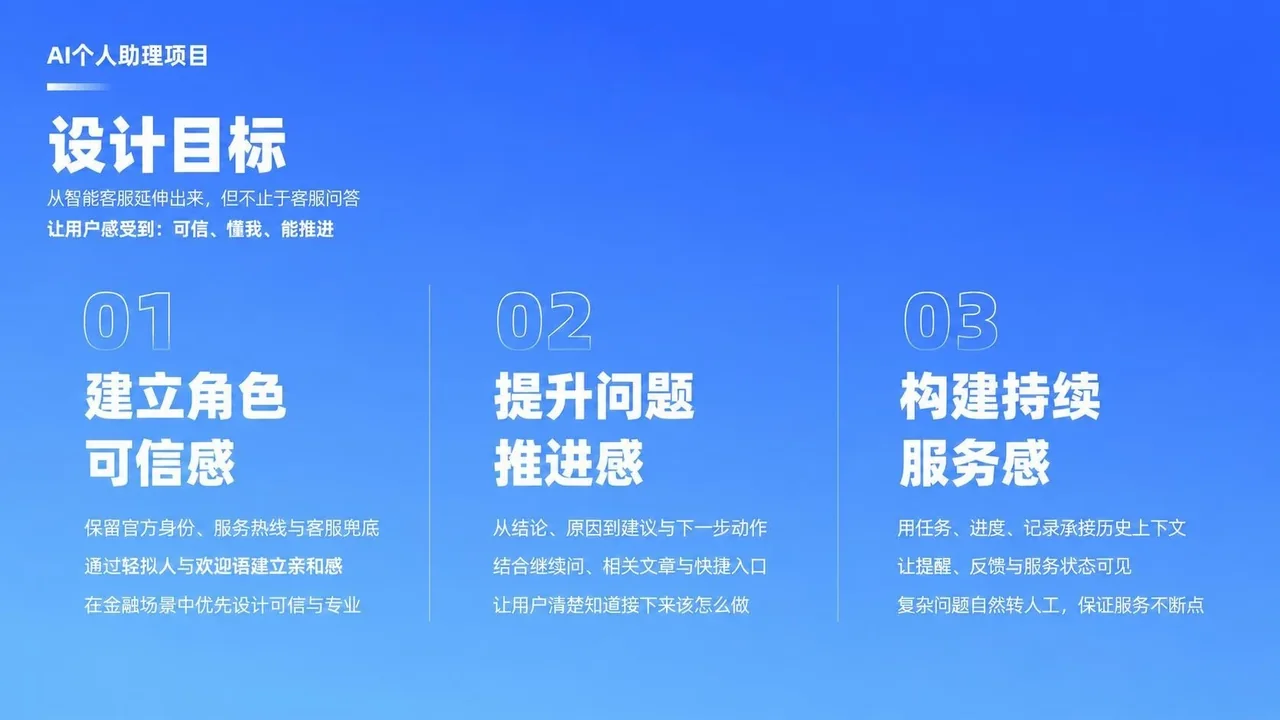 AI个人助理项目
设计目标
从智能客服延伸出来，但不止于客服问答
让用户感受到：可信、懂我、能推进
01
建立角色
可信感
保留官方身份、服务热线与客服兜底
通过轻拟人与欢迎语建立亲和感
在金融场景中优先设计可信与专业
02
提升问题
推进感
从结论、原因到建议与下一步动作
结合继续问、相关文章与快捷入口
让用户清楚知道接下来该怎么做
03
构建持续
服务感
用任务、进度、记录承接历史上下文
让提醒、反馈与服务状态可见
复杂问题自然转人工，保证服务不断点